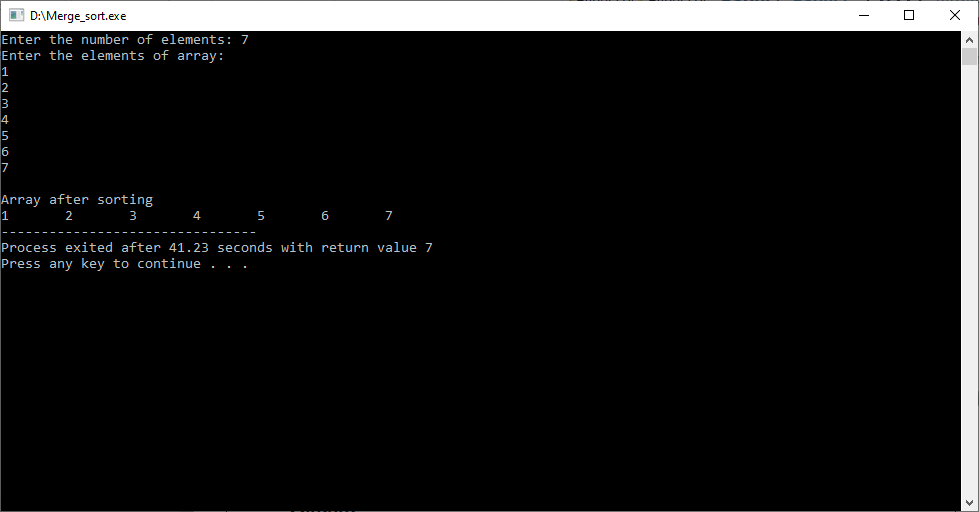 D:\Merge_sort.exe
Enter the number of elements: 7
Enter the elements of array:
1
2
3
4
5
6
7
Array after sorting
1 2 3 4 5 6 7
--------------------------------
Process exited after 41.23 seconds with return value 7
Press any key to continue . . .